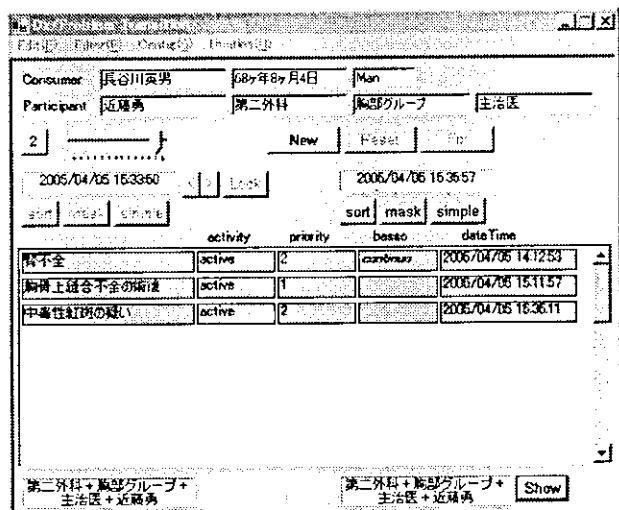 Consumer 長谷川英男 68ヶ年8ヶ月4日 Man
Participant 近藤勇 第二外科 胸部グループ 主治医
2 New Reset
2005/04/05 15:33:50 < > Lock 2005/04/05 15:35:57
sort mask simple sort mask simple
activity priority basso dateTime
腎不全 active 2 continuo 2005/04/05 14:12:53
胸骨上縫合不全の術後 active 1 2005/04/05 15:11:57
中毒性紅斑の疑い active 2 2005/04/05 15:35:11
第二外科+胸部グループ+ 第二外科+胸部グループ+ Show
主治医+近藤勇 主治医+近藤勇